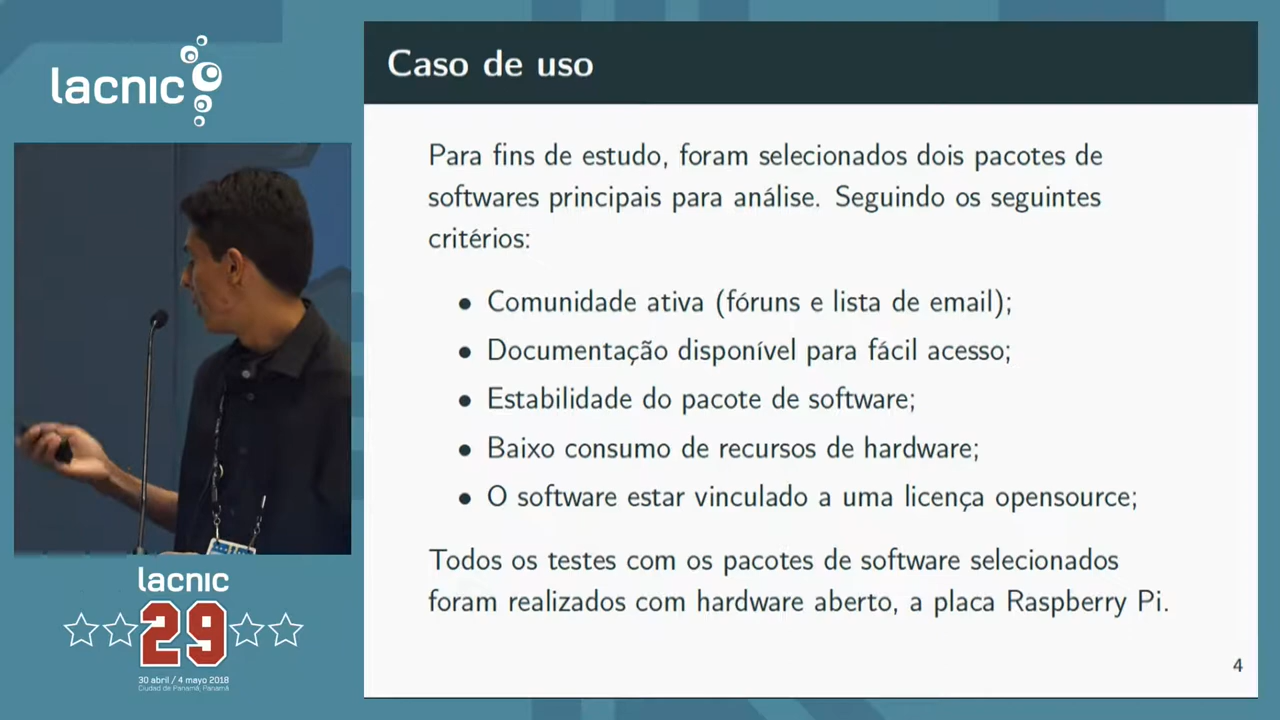 lacnic
Caso de uso
Para fins de estudo, foram selecionados dois pacotes de
softwares principais para análise. Seguindo os seguintes
critérios:
• Comunidade ativa (fóruns e lista de email);
• Documentação disponível para fácil acesso;
• Estabilidade do pacote de software;
• Baixo consumo de recursos de hardware;
• O software estar vinculado a uma licença opensource;
Todos os testes com os pacotes de software selecionados
foram realizados com hardware aberto, a placa Raspberry Pi.
4
lacnic
29
30 abril / 4 mayo 2018
Ciudad de Panamá, Panamá